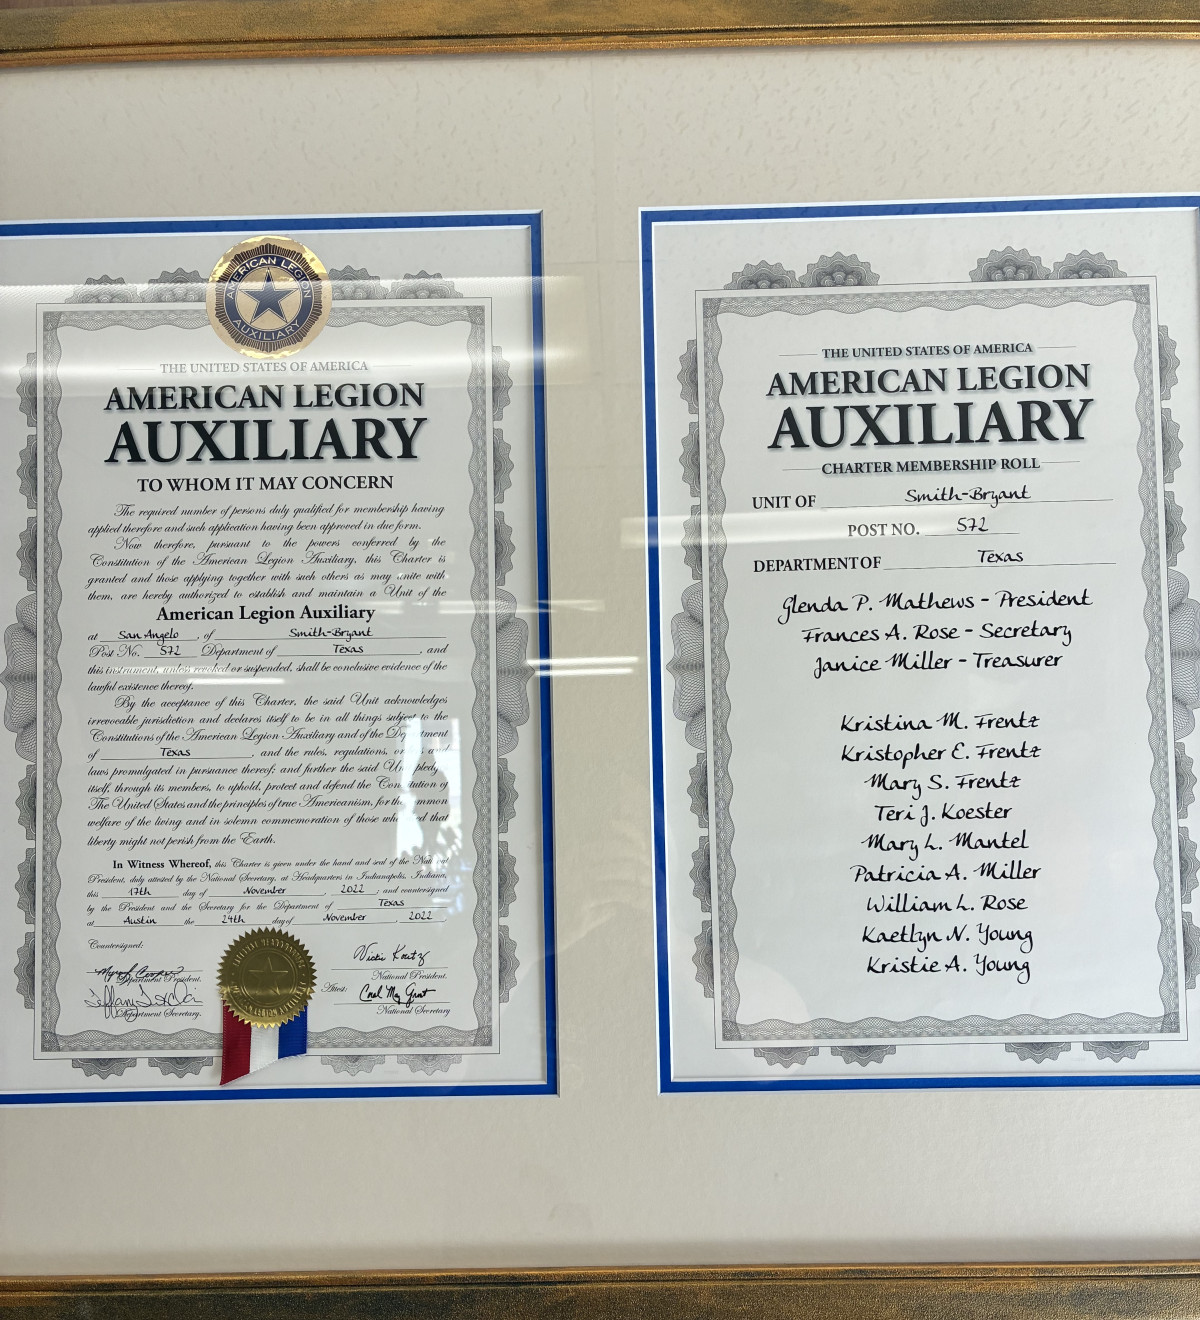 AMERICAN LEGION
AUXILIARY
THE UNITED STATES OF AMERICA
AMERICAN LEGION
AUXILIARY
TO WHOM IT MAY CONCERN
The required number of persons duly qualified for membership having
applied therefore and such application having been approved in due form.
Now therefore, pursuant to the powers conferred by the
Constitution of the American Legion Auxiliary, this Charter is
granted and those applying together with such others as may unite with
them, are hereby authorized to establish and maintain a Unit of the
American Legion Auxiliary
at San Angelo, of Smith-Bryant
Post No. 572 Department of Texas, and
this instrument, unless revoked or suspended, shall be conclusive evidence of the
lawful existence thereof.
By the acceptance of this Charter, the said Unit acknowledges
irrevocable jurisdiction and declares itself to be in all things subject to the
Constitutions of the American Legion Auxiliary and of the Department
of Texas, and the rules, regulations, and
laws promulgated in pursuance thereof; and further the said
itself, through its members, to uphold, protect and defend the Constitution of
The United States and the principles of true Americanism, for the common
welfare of the living and in solemn commemoration of those that
liberty might not perish from the Earth.
In Witness Whereof, this Charter is given under the hand and seal of the National
President, duly attested by the National Secretary, at Headquarters in Indianapolis, Indiana,
this 17th day of November, 2022; and countersigned
by the President and the Secretary for the Department of Texas
at Austin the 24th day of November, 2022
Countersigned:
Department President.
National President.
Attest:
Department Secretary.
National Secretary
THE UNITED STATES OF AMERICA
AMERICAN LEGION
AUXILIARY
CHARTER MEMBERSHIP ROLL
UNIT OF Smith-Bryant
POST NO. 572
DEPARTMENT OF Texas
Glenda P. Mathews - President
Frances A. Rose - Secretary
Janice Miller - Treasurer
Kristina M. Frentz
Kristopher E. Frentz
Mary S. Frentz
Teri J. Koester
Mary L. Mantel
Patricia A. Miller
William L. Rose
Kaetlyn N. Young
Kristie A. Young